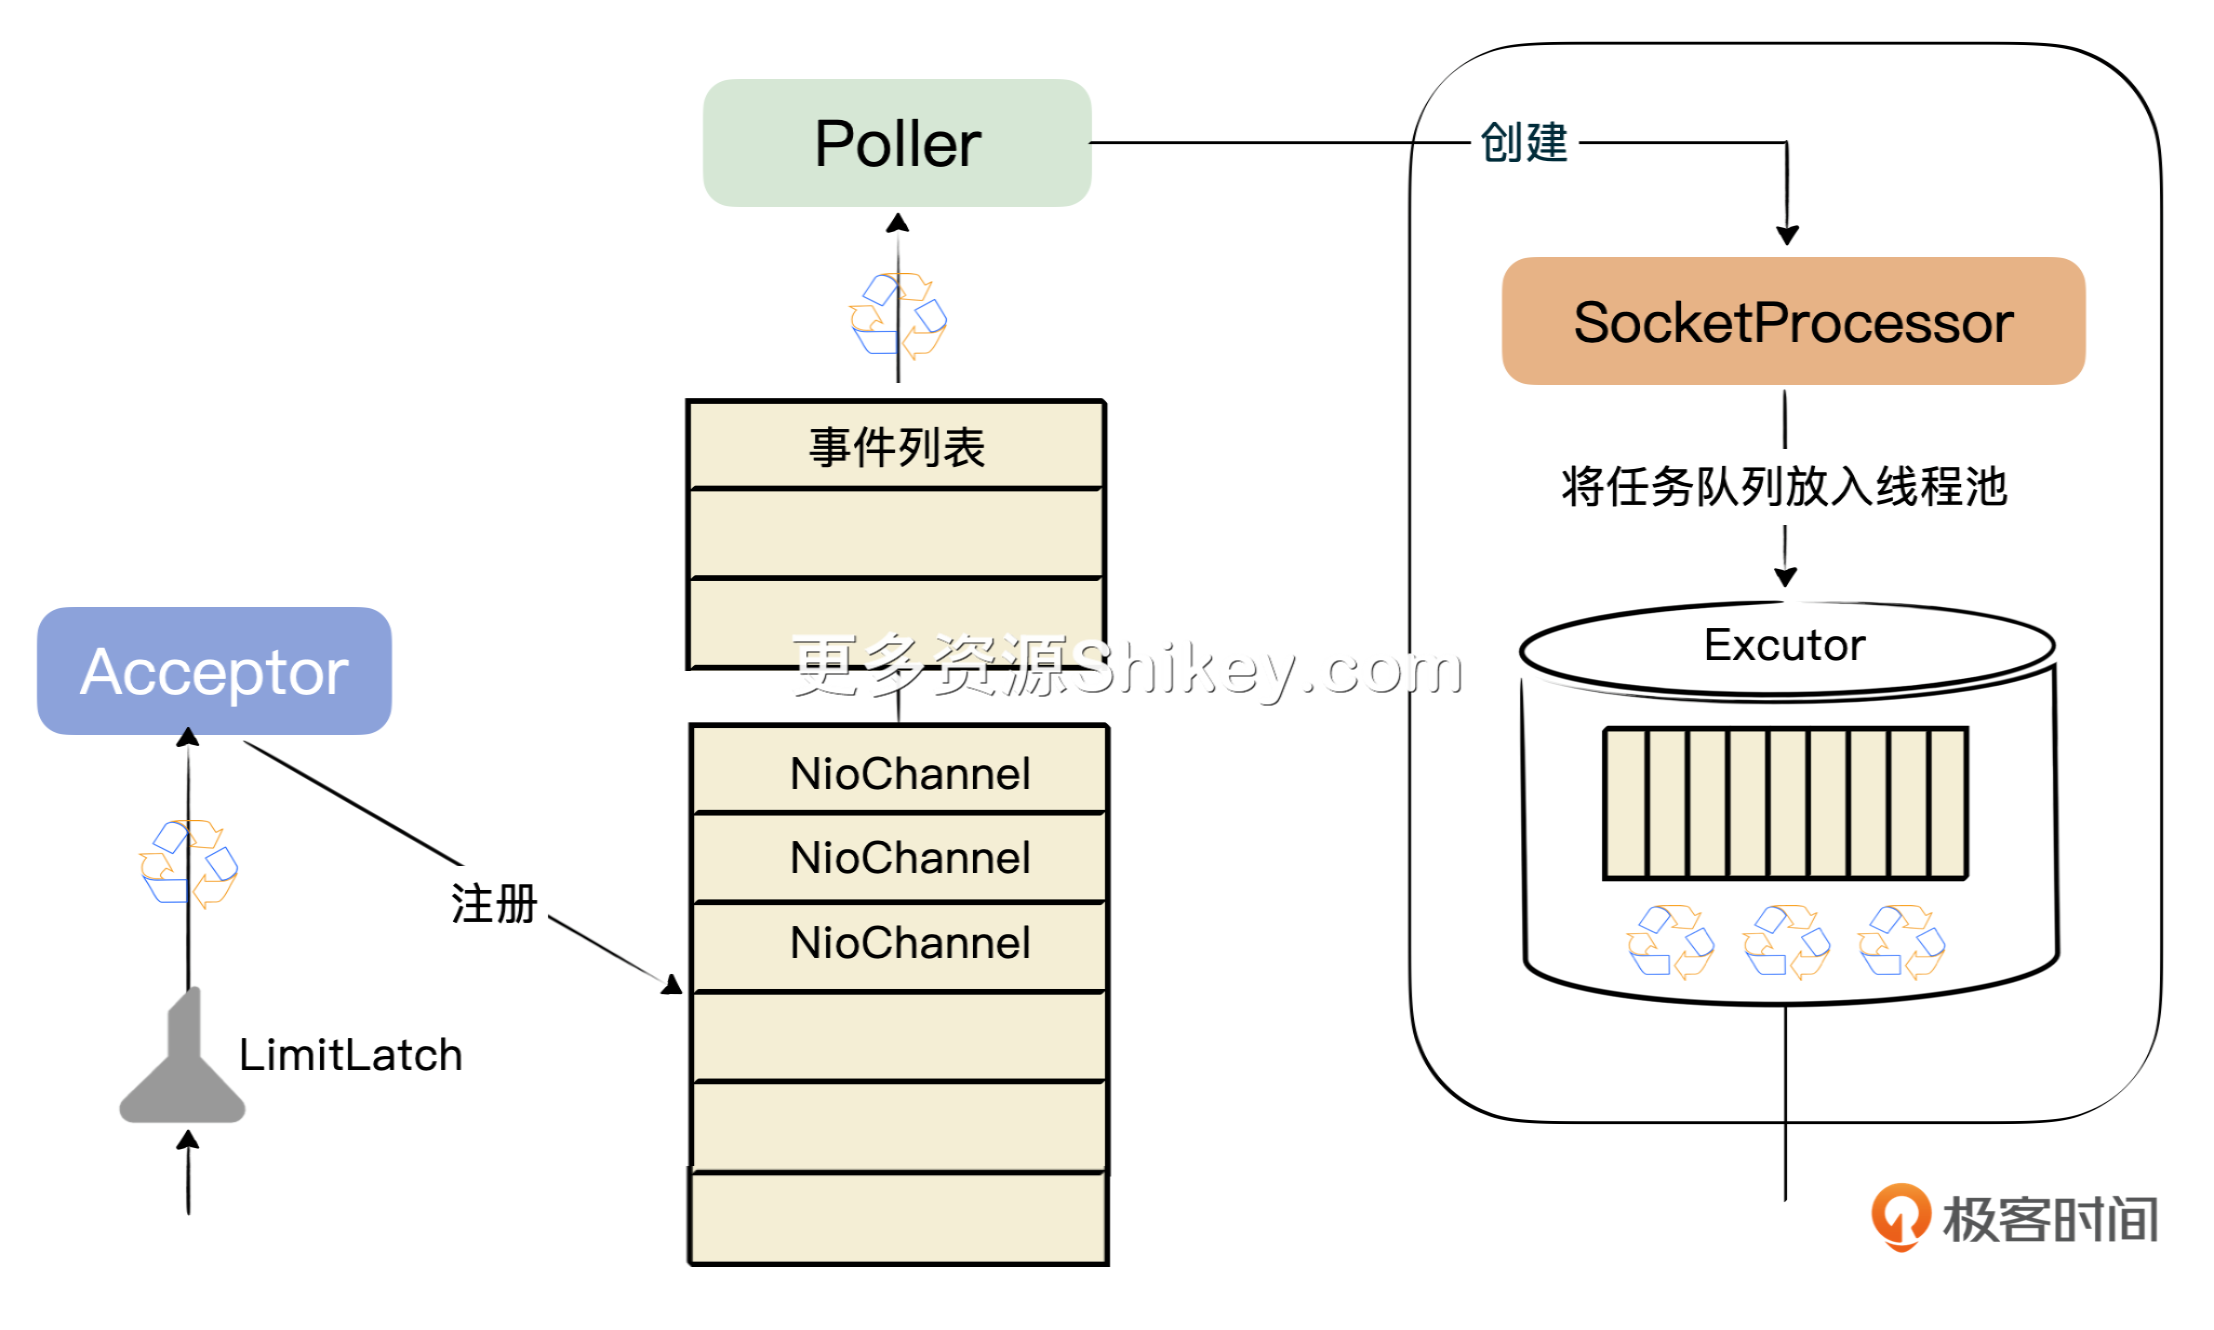 Poller
创建
SocketProcessor
事件列表
将任务队列放入线程池
Acceptor
更多资源Shikey.com
Excutor
NioChannel
NioChannel
NioChannel
注册
LimitLatch
极客时间